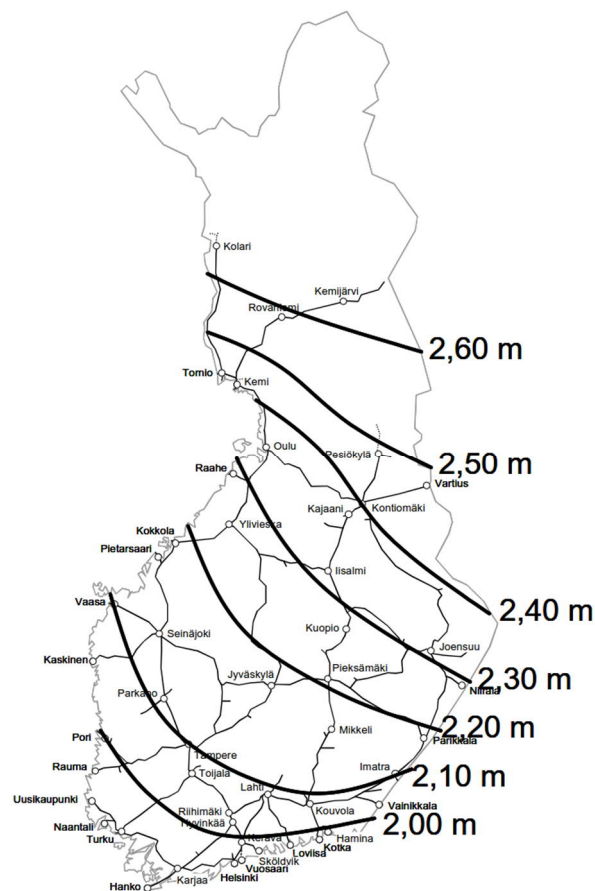 Kolari
Kemijärvi
Rovaniemi
2,60 m
Tornio
Kemi
Oulu
Pesiökylä
2,50 m
Raahe
Vartius
Kajaani
Kontiomäki
Ylivieska
Kokkola
Pietarsaari
Iisalmi
Vaasa
2,40 m
Kuopio
Seinäjoki
Joensuu
Kaskinen
Pieksämäki
Jyväskylä
2,30 m
Niirala
Parkano
2,20 m
Mikkeli
Pori
Parikkala
Tampere
Rauma
Toijala
Imatra
2,10 m
Lahti
Uusikaupunki
Riihimäki
Kouvola
Vainikkala
Naantali
Hyvinkää
2,00 m
Turku
Kerava
Hamina
Kotka
Loviisa
Sköldvik
Vuosaari
Helsinki
Karjaa
Hanko